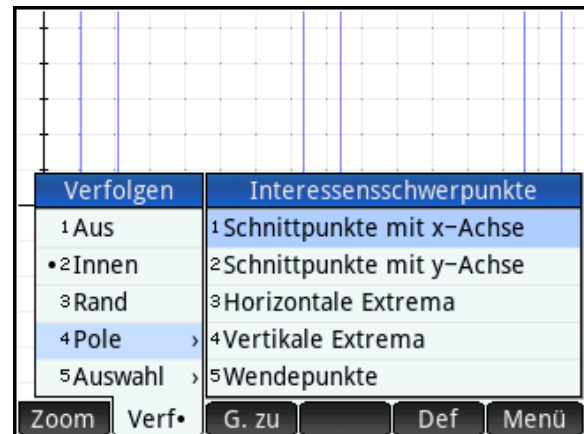 Verfolgen
1 Aus
•2 Innen
3 Rand
4 Pole ›
5 Auswahl ›
Interessensschwerpunkte
1 Schnittpunkte mit x-Achse
2 Schnittpunkte mit y-Achse
3 Horizontale Extrema
4 Vertikale Extrema
5 Wendepunkte
Zoom Verf• G. zu Def Menü